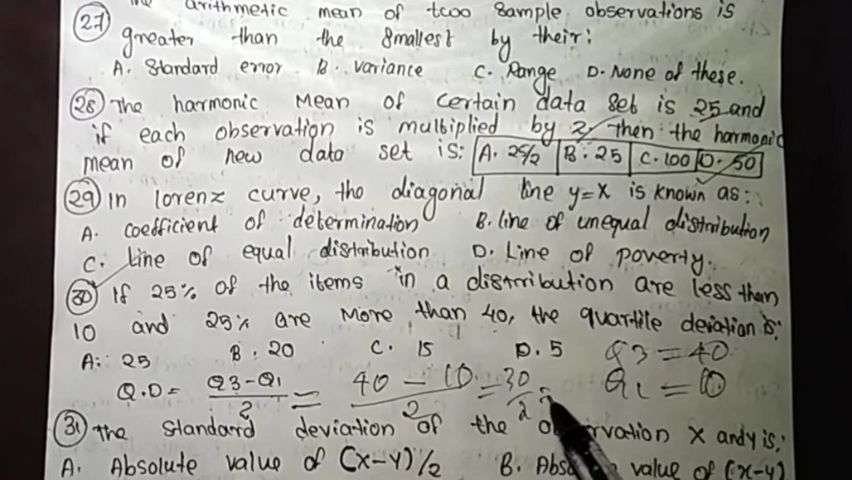 The arithmetic mean of two sample observations is
27 greater than the smallest by their:
A. Standard error B. variance C. Range D. None of these.
28 The harmonic Mean of certain data set is 25 and
if each observation is multiplied by 2, then the harmonic
mean of new data set is: A. 25/2 B. 25 C. 100 D. 50
29 In lorenz curve, the diagonal line y=x is known as:
A. coefficient of determination B. line of unequal distribution
C. Line of equal distribution D. Line of poverty.
30 If 25% of the items in a distribution are less than
10 and 25% are More than 40, the quartile deviation is:
A. 25 B. 20 C. 15 D. 5 Q3 = 40
Q.D = Q3-Q1/2 = 40-10/2 = 30/2 = Q1 = 10
31 The standard deviation of the observation X and y is:
A. Absolute value of (x-y)/2 B. value of (x-y)